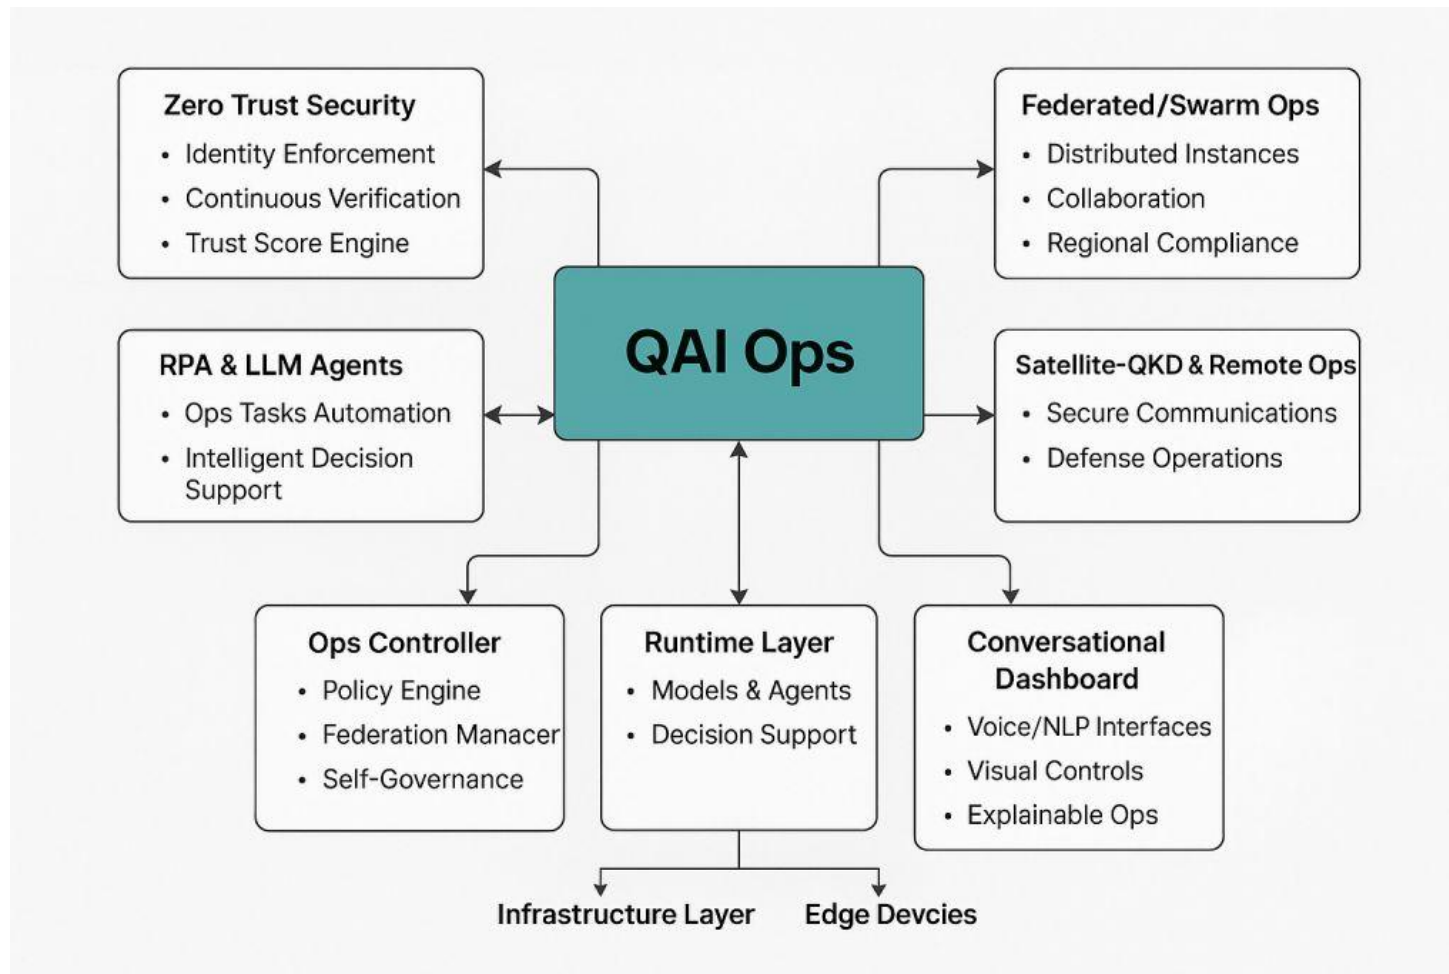 Zero Trust Security
• Identity Enforcement
• Continuous Verification
• Trust Score Engine
Federated/Swarm Ops
• Distributed Instances
• Collaboration
• Regional Compliance
QAI Ops
RPA & LLM Agents
• Ops Tasks Automation
• Intelligent Decision
Support
Satellite-QKD & Remote Ops
• Secure Communications
• Defense Operations
Ops Controller
• Policy Engine
• Federation Manacer
• Self-Governance
Runtime Layer
• Models & Agents
• Decision Support
Conversational
Dashboard
• Voice/NLP Interfaces
• Visual Controls
• Explainable Ops
Infrastructure Layer
Edge Devcies